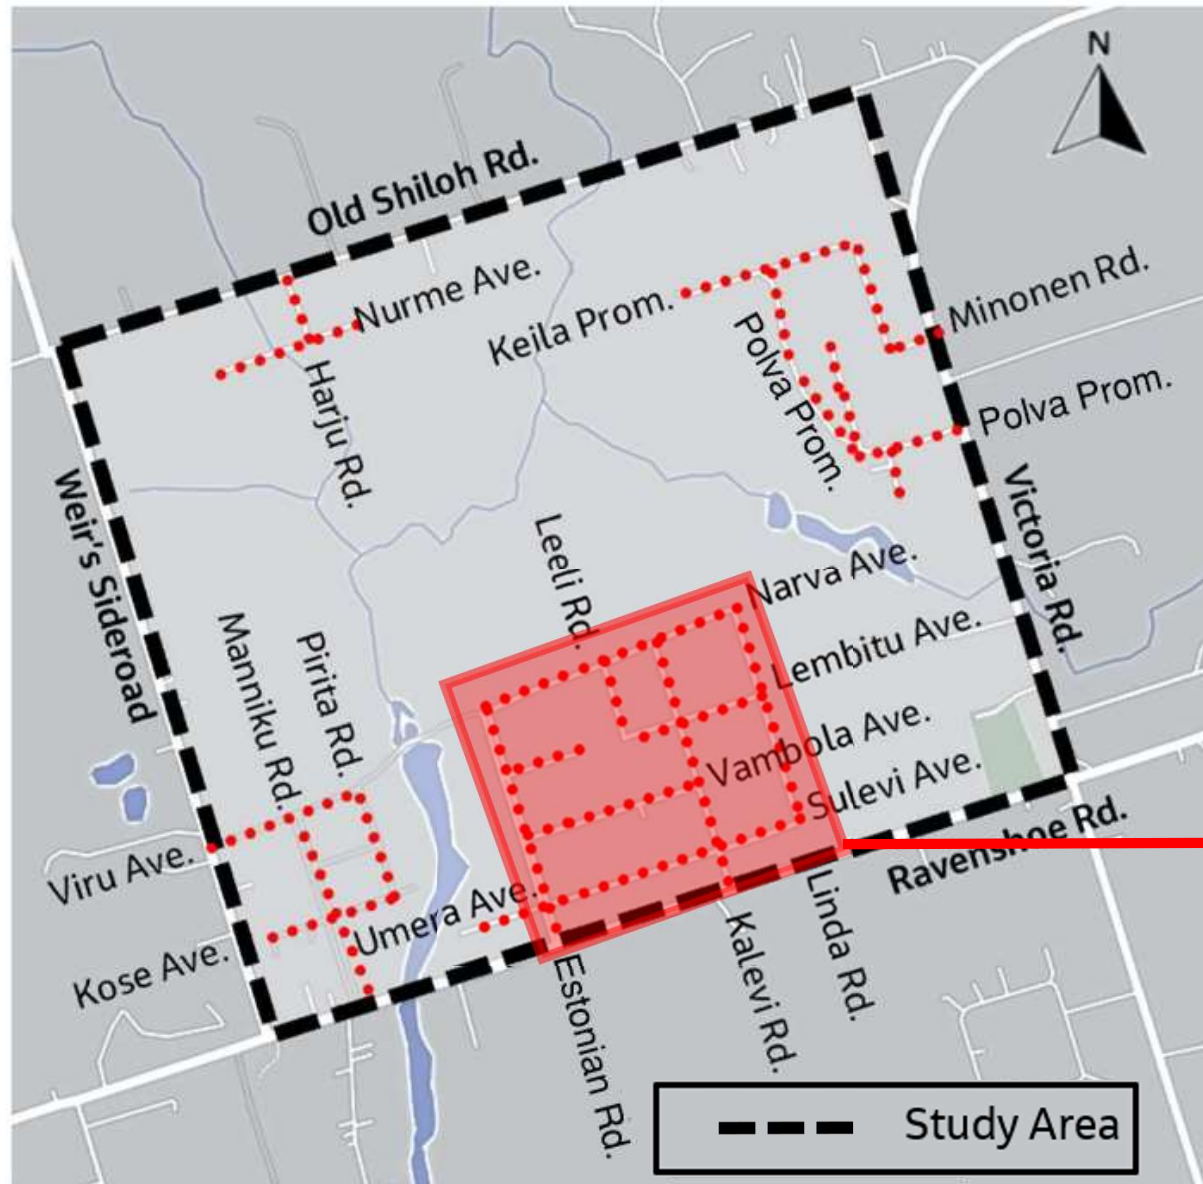 N
Old Shiloh Rd.
Nurme Ave.
Minonen Rd.
Keila Prom.
Polva Prom.
Harju Rd.
Polva Prom.
Weir's Sideroad
Victoria Rd.
Leeli Rd.
Narva Ave.
Manniku Rd.
Pirita Rd.
Lembitu Ave.
Vambola Ave.
Sulevi Ave.
Ravenshoe Rd.
Viru Ave.
Umera Ave.
Kose Ave.
Linda Rd.
Kalevi Rd.
Estonian Rd.
Study Area